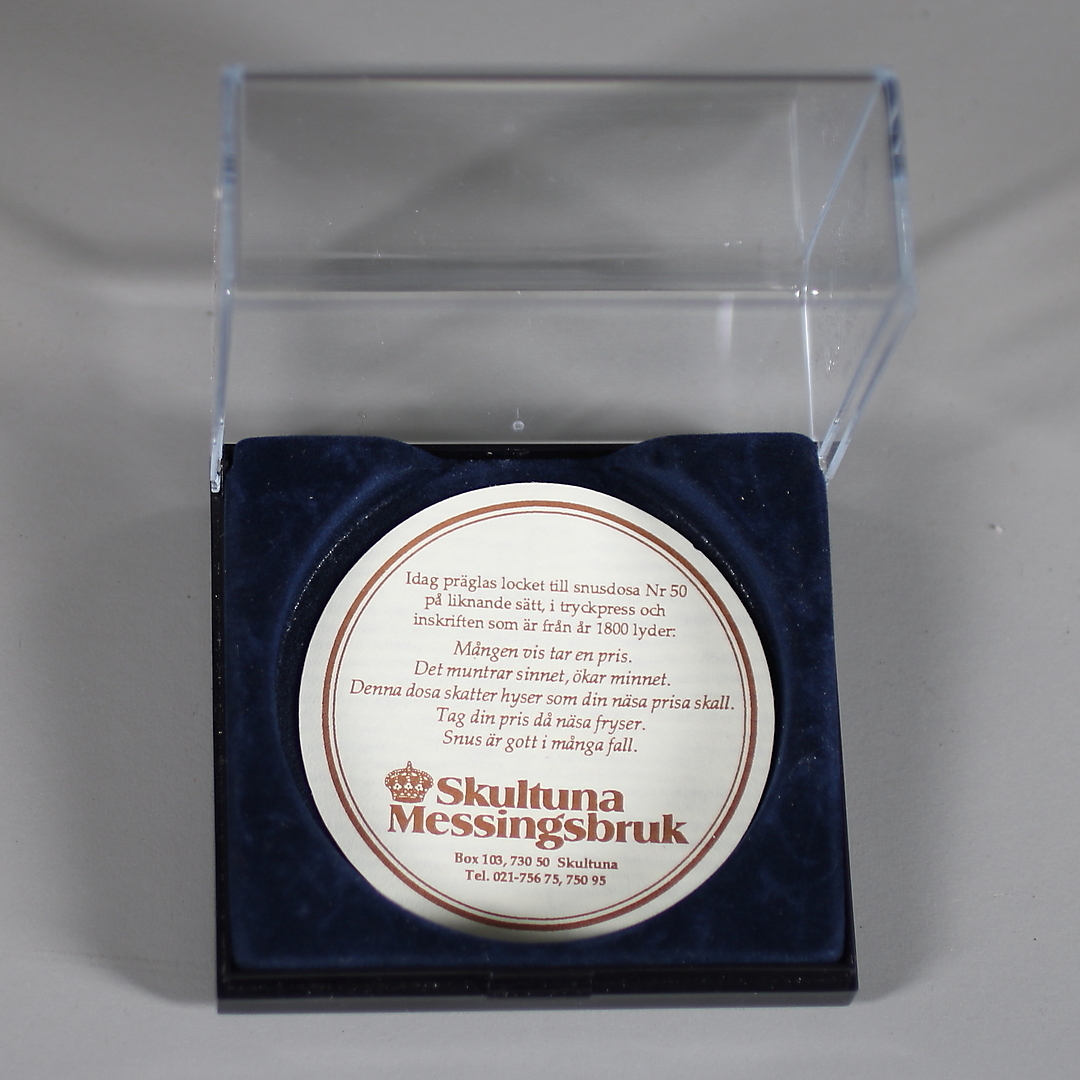 Idag präglas locket till snusdosa Nr 50
på liknande sätt, i tryckpress och
inskriften som är från år 1800 lyder:
Mången vis tar en pris.
Det muntrar sinnet, ökar minnet.
Denna dosa skatter hyser som din näsa prisa skall.
Tag din pris då näsa fryser.
Snus är gott i många fall.
Skultuna
Messingsbruk
Box 103, 730 50 Skultuna
Tel. 021-756 75, 750 95